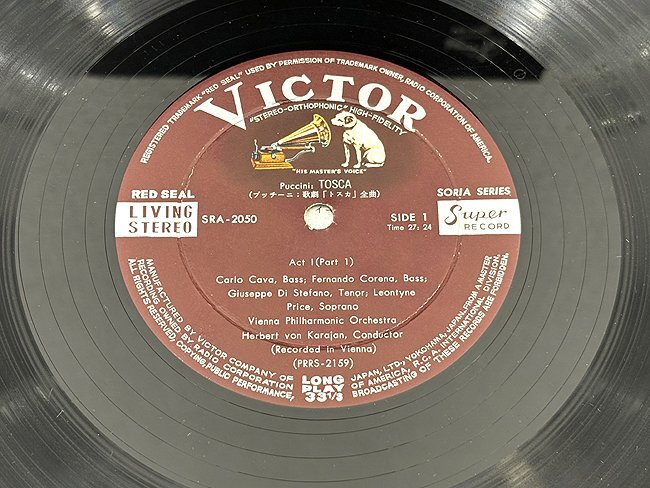 REGISTERED TRADEMARK "RED SEAL" USED BY PERMISSION OF TRADEMARK OWNER, RADIO CORPORATION OF AMERICA.
VICTOR
"STEREO-ORTHOPHONIC" HIGH-FIDELITY
"HIS MASTER'S VOICE"
Puccini: TOSCA
(プッチーニ:歌劇「トスカ」全曲)
RED SEAL
SORIA SERIES
LIVING STEREO
SRA-2050
SIDE 1
Time 27:24
Super RECORD
Act I (Part 1)
Carlo Cava, Bass; Fernando Corena, Bass;
Giuseppe Di Stefano, Tenor; Leontyne
Price, Soprano
Vienna Philharmonic Orchestra
Herbert von Karajan, Conductor
(Recorded in Vienna)
(PRRS-2159)
MANUFACTURED BY VICTOR COMPANY OF JAPAN, LTD., YOKOHAMA, JAPAN, FROM A MASTER
RECORDING OWNED BY RADIO CORPORATION OF AMERICA, R.C.A. INTERNATIONAL DIVISION.
ALL RIGHTS RESERVED COPYING, PUBLIC PERFORMANCE, BROADCASTING OF THESE RECORDS ARE FORBIDDEN.
LONG
PLAY
33 1/3